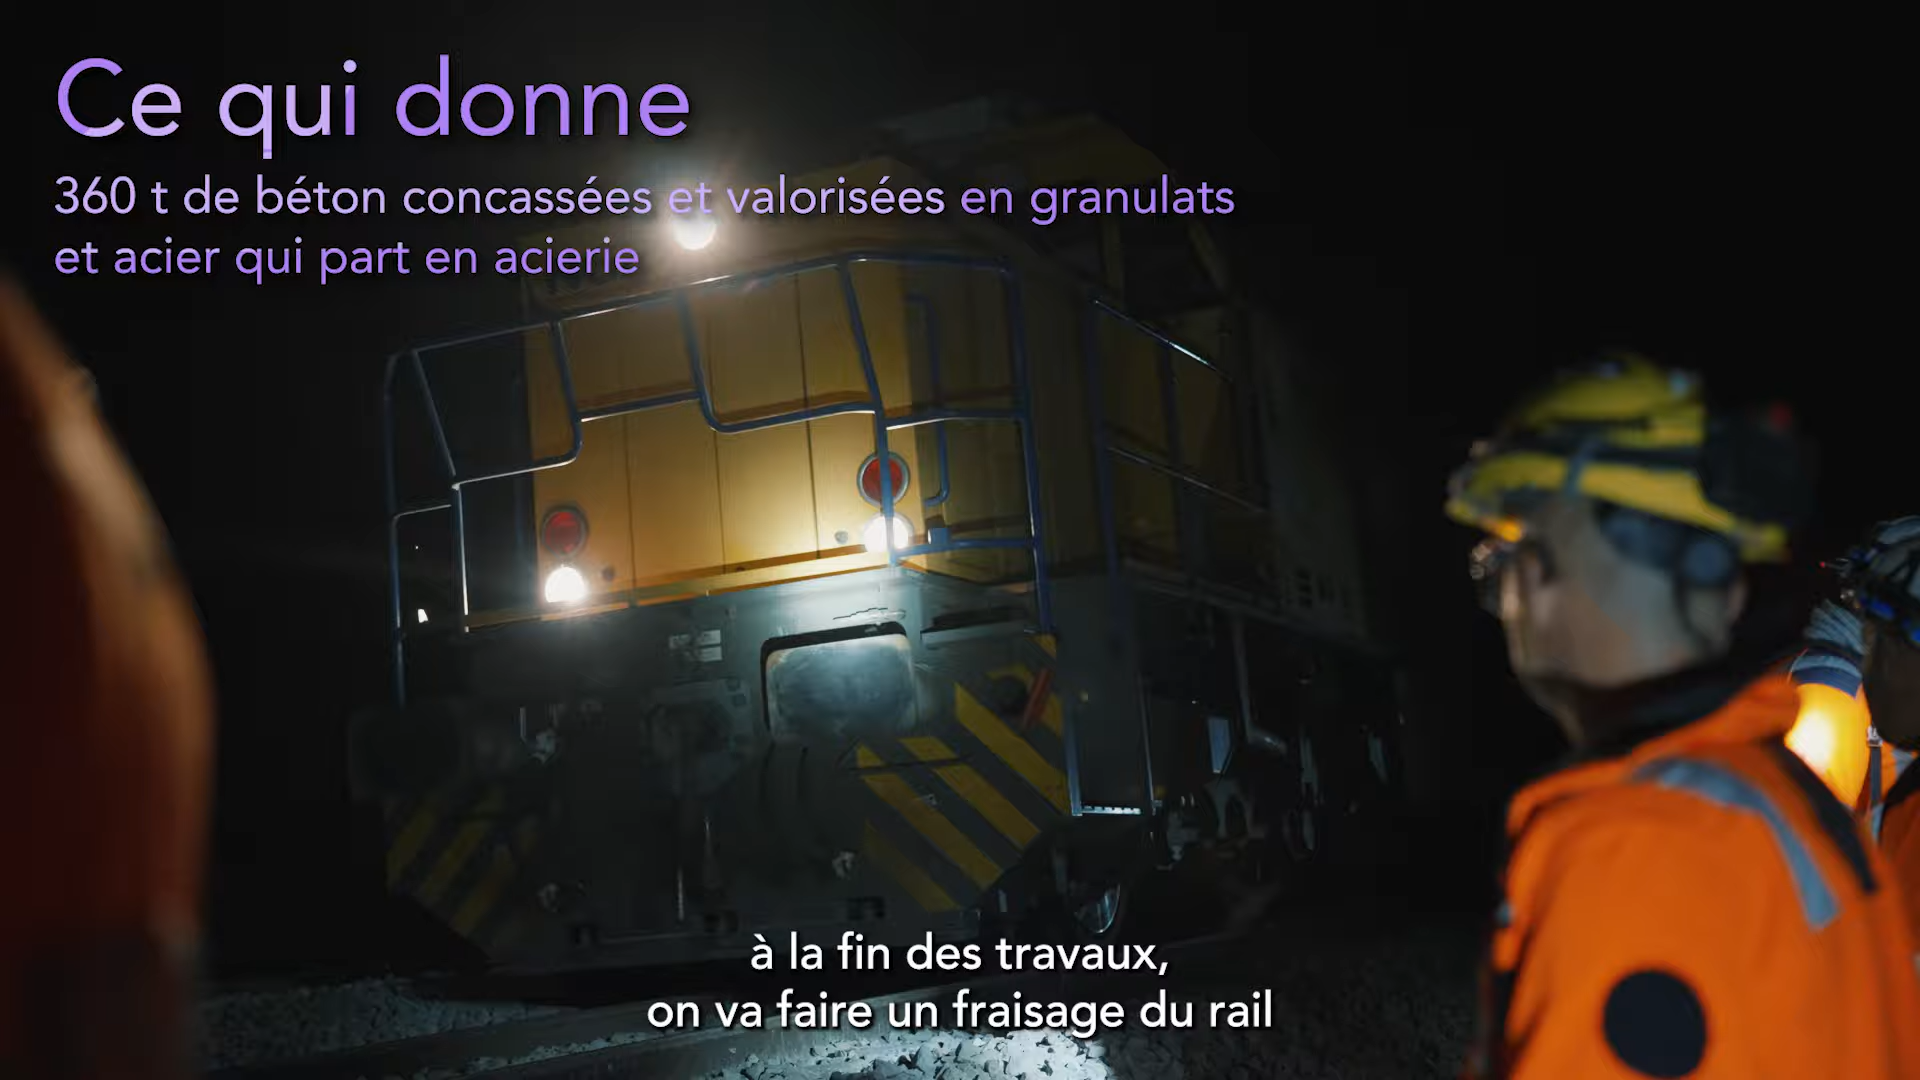 Ce qui donne
360 t de béton concassées et valorisées en granulats
et acier qui part en acierie
à la fin des travaux,
on va faire un fraisage du rail